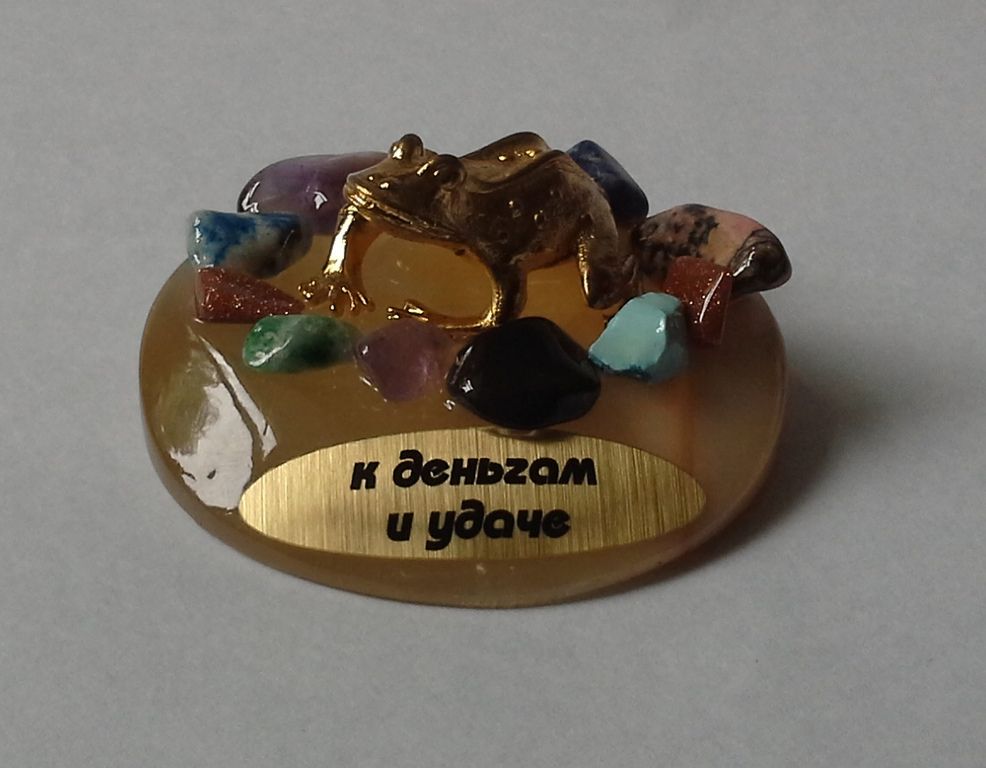 к деньгам
и удаче